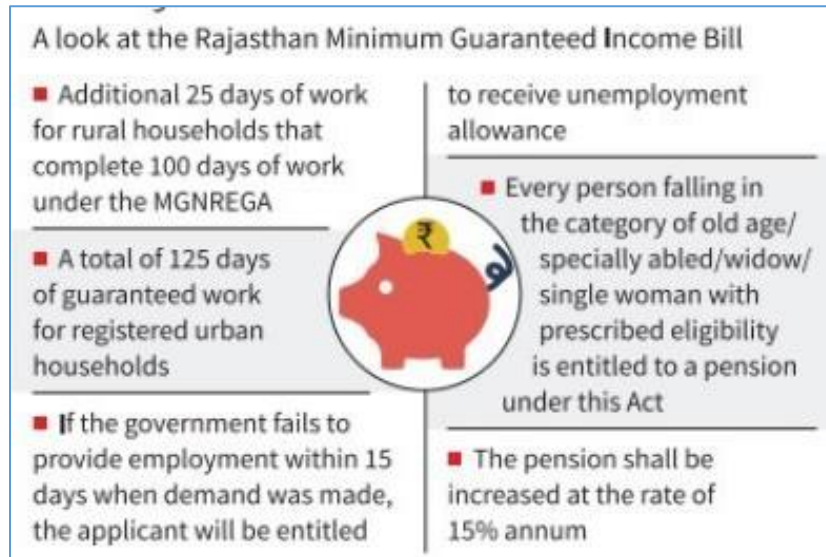 A look at the Rajasthan Minimum Guaranteed Income Bill
■ Additional 25 days of work
for rural households that
complete 100 days of work
under the MGNREGA
■ A total of 125 days
of guaranteed work
for registered urban
households
■ If the government fails to
provide employment within 15
days when demand was made,
the applicant will be entitled
to receive unemployment
allowance
■ Every person falling in
the category of old age/
specially abled/widow/
single woman with
prescribed eligibility
is entitled to a pension
under this Act
■ The pension shall be
increased at the rate of
15% annum
₹